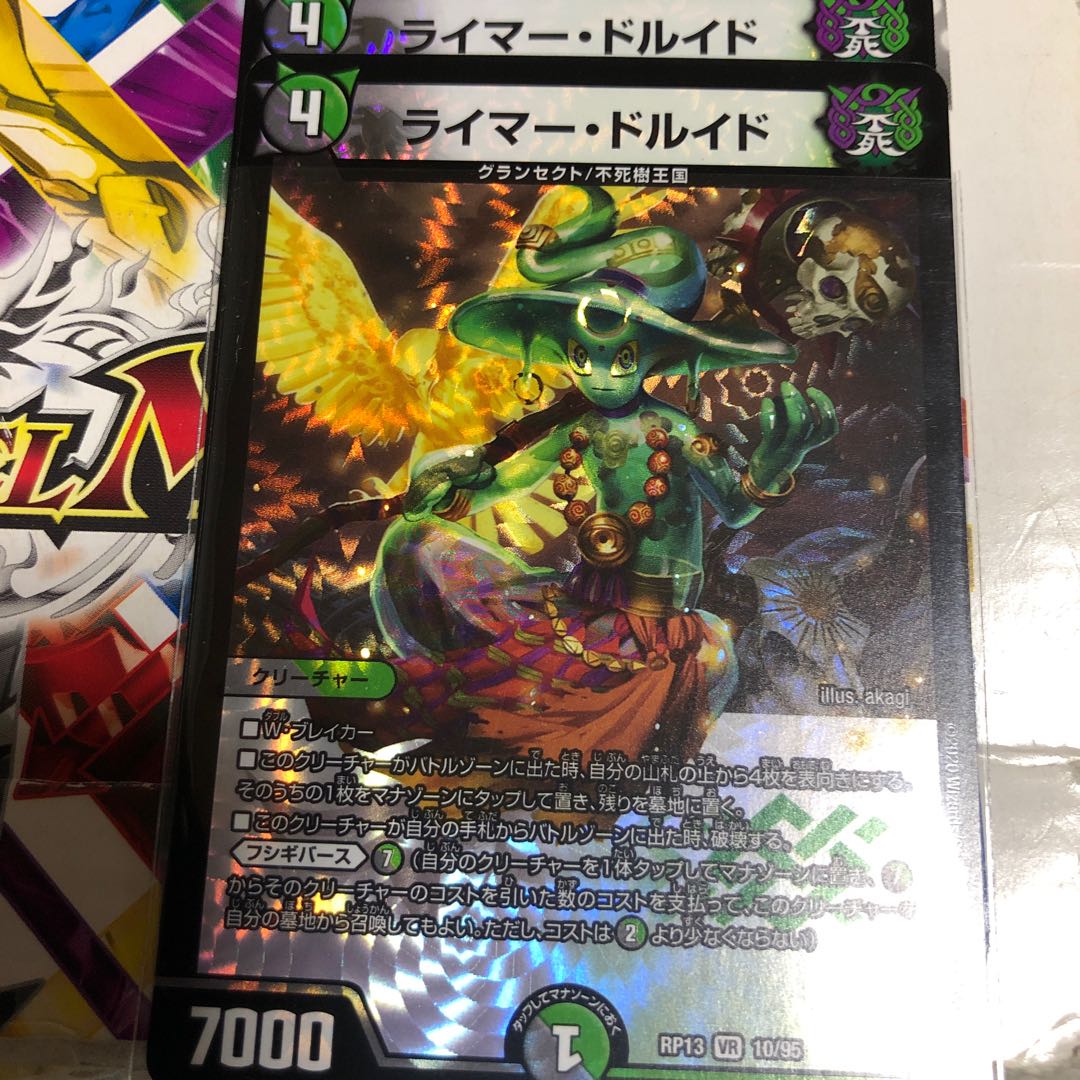 4 ライマー・ドルイド 不死
4 ライマー・ドルイド 不死
グランセクト/不死樹王国
クリーチャー
illus. akagi
■W・ブレイカー
■このクリーチャーがバトルゾーンに出た時、自分の山札の上から4枚を表向きにする。
そのうちの1枚をマナゾーンにタップして置き、残りを墓地に置く。
■このクリーチャーが自分の手札からバトルゾーンに出た時、破壊する。
フシギバース 7 (自分のクリーチャーを1体タップしてマナゾーンに置き、7
からそのクリーチャーのコストを引いた数のコストを支払って、このクリーチャーを
自分の墓地から召喚してもよい。ただし、コストは2より少なくならない)
タップしてマナゾーンにおく
7000 1 RP13 VR 10/95